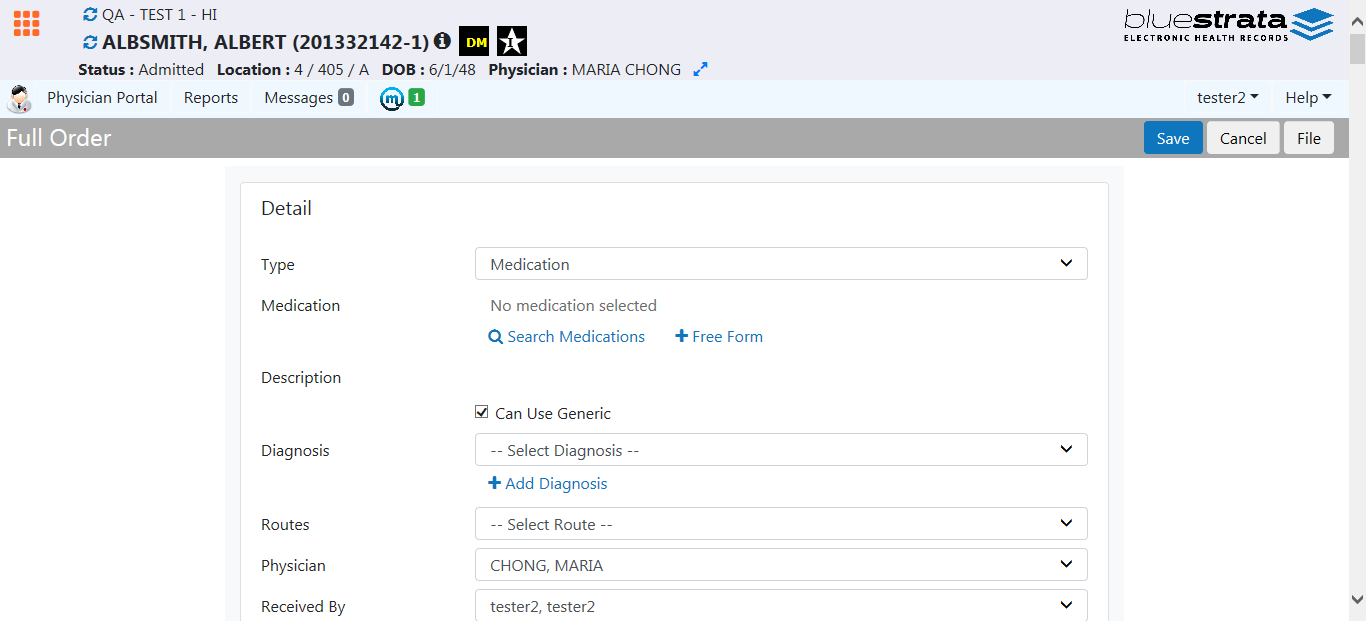 QA - TEST 1 - HI
ALBSMITH, ALBERT (201332142-1) DM 1
Status : Admitted Location : 4 / 405 / A DOB : 6/1/48 Physician : MARIA CHONG
bluestrata
ELECTRONIC HEALTH RECORDS
Physician Portal Reports Messages 0 m 1 tester2 Help
Full Order Save Cancel File
Detail
Type Medication
Medication No medication selected
Search Medications Free Form
Description
Can Use Generic
Diagnosis -- Select Diagnosis --
Add Diagnosis
Routes -- Select Route --
Physician CHONG, MARIA
Received By tester2, tester2